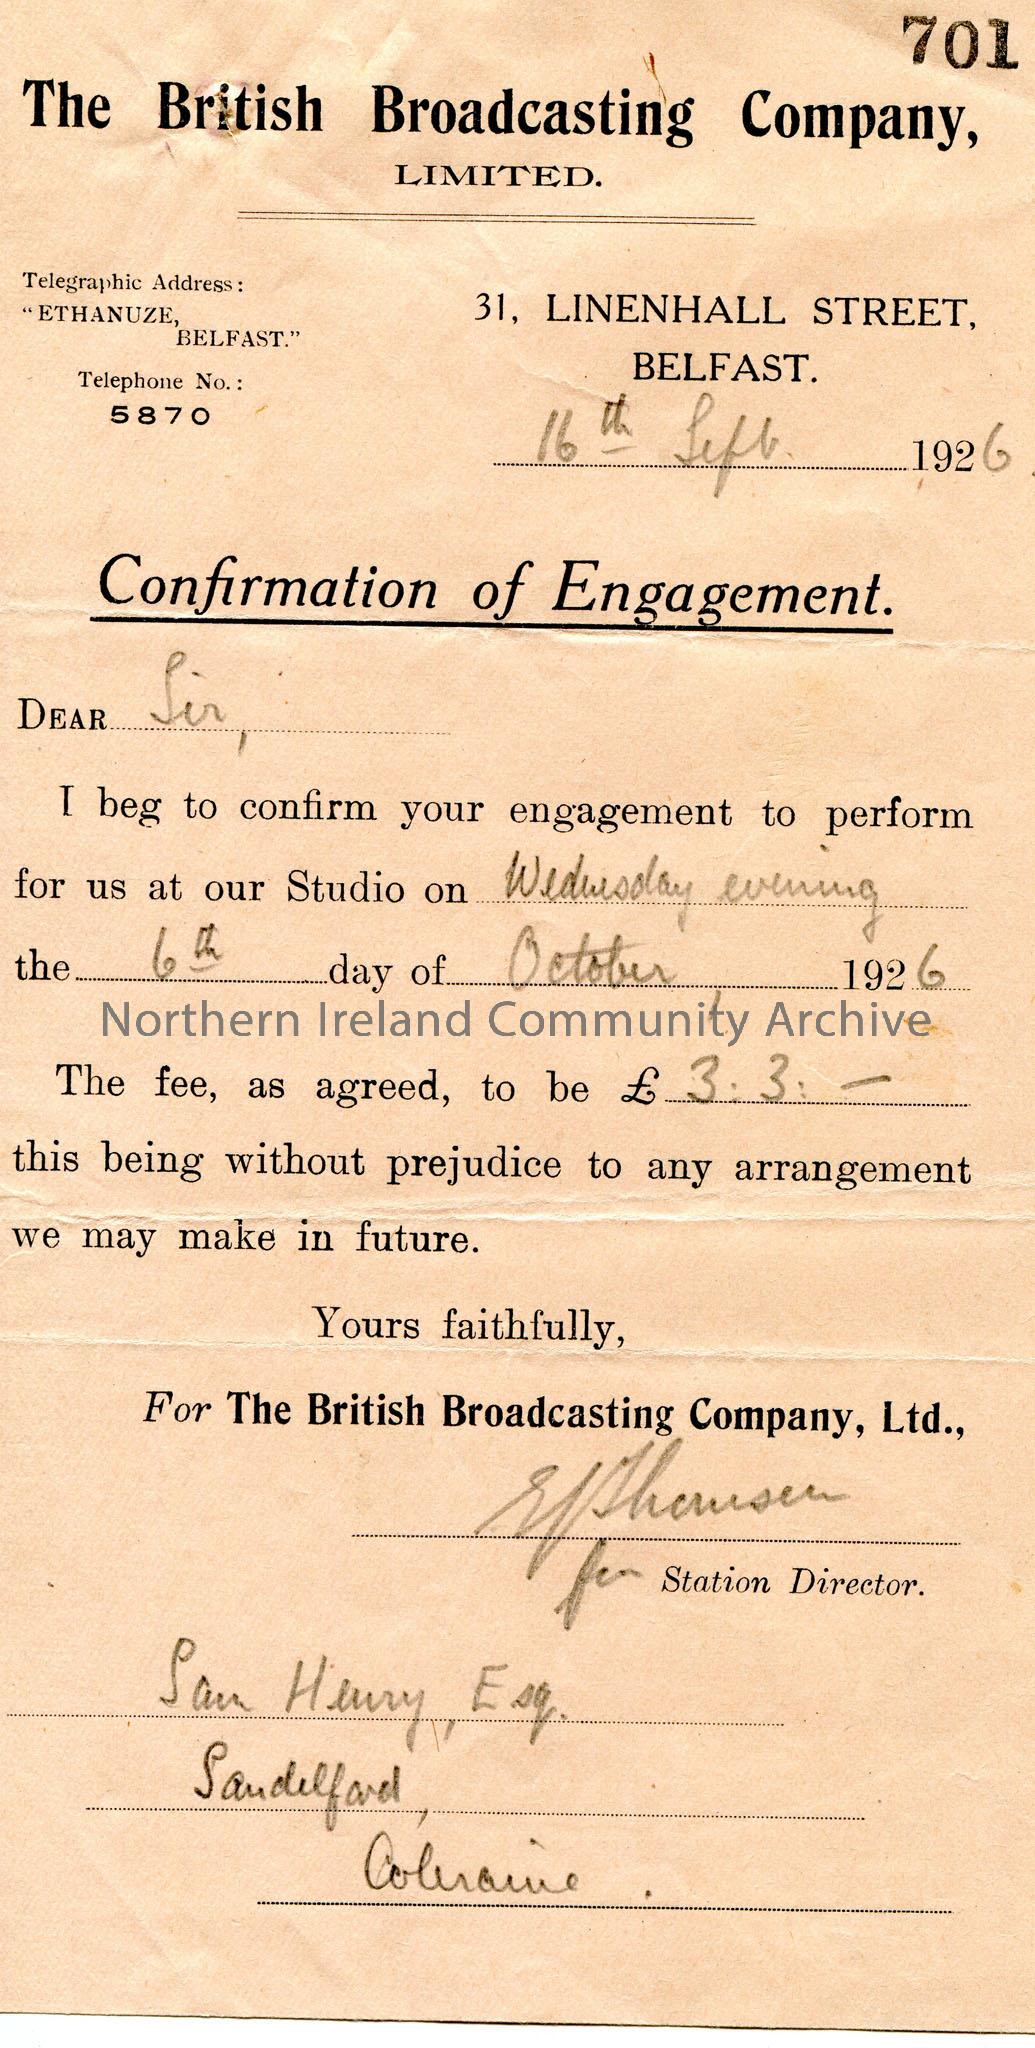 701
The British Broadcasting Company,
LIMITED.
Telegraphic Address:
"ETHANUZE,
BELFAST."
Telephone No.:
5870
31, LINENHALL STREET,
BELFAST.
16th Sept. 1926
Confirmation of Engagement.
DEAR Sir,
I beg to confirm your engagement to perform
for us at our Studio on Wednesday evening
the 6th day of October, 1926
Northern Ireland Community Archive
The fee, as agreed, to be £ 3:3:—
this being without prejudice to any arrangement
we may make in future.
Yours faithfully,
For The British Broadcasting Company, Ltd.,
EJ Thomson
for Station Director.
Sam Henry, Esq.
Sandelford,
Coleraine.